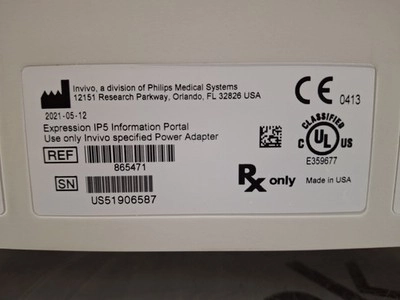 Invivo, a division of Philips Medical Systems
12151 Research Parkway, Orlando, FL 32826 USA
2021-05-12
Expression IP5 Information Portal
Use only Invivo specified Power Adapter
REF
865471
SN
US51906587
CE 0413
CLASSIFIED
C UL US
E359677
Rx only
Made in USA